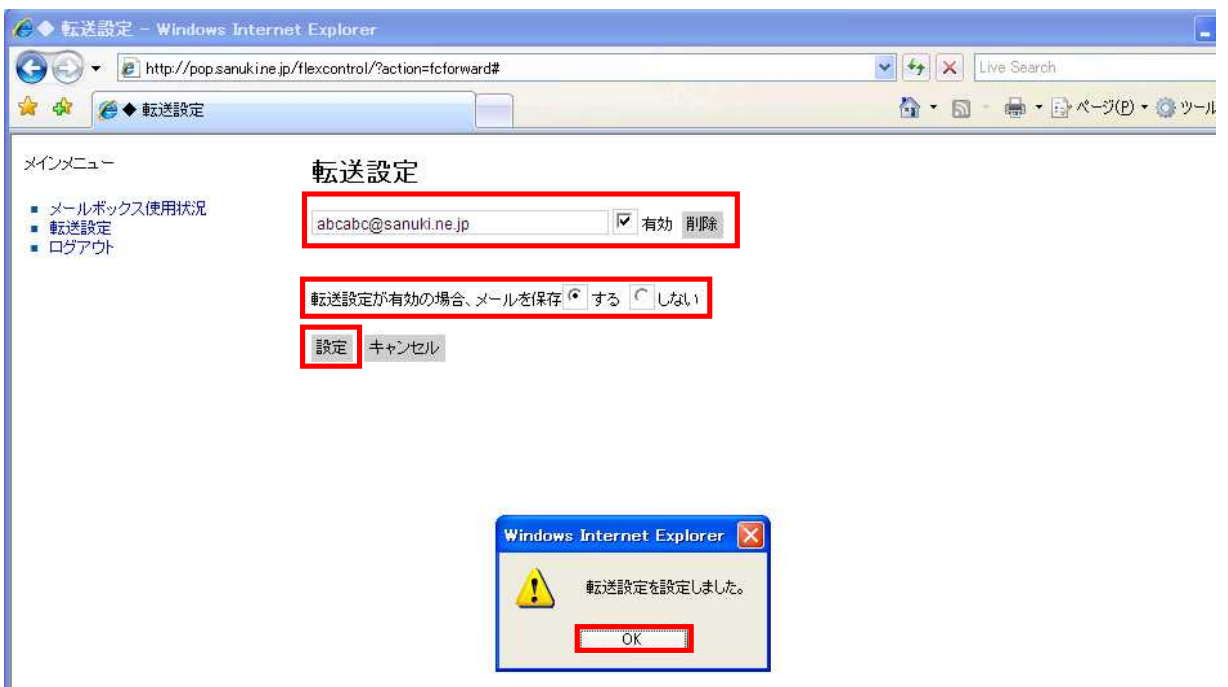 ◆ 転送設定 - Windows Internet Explorer
http://pop.sanuki.ne.jp/flexcontrol/?action=fcforward#
Live Search
◆ 転送設定
ページ(P)
ツール
メインメニュー
転送設定
メールボックス使用状況
転送設定
ログアウト
abcabc@sanuki.ne.jp 有効 削除
転送設定が有効の場合、メールを保存 する しない
設定 キャンセル
Windows Internet Explorer
転送設定を設定しました。
OK